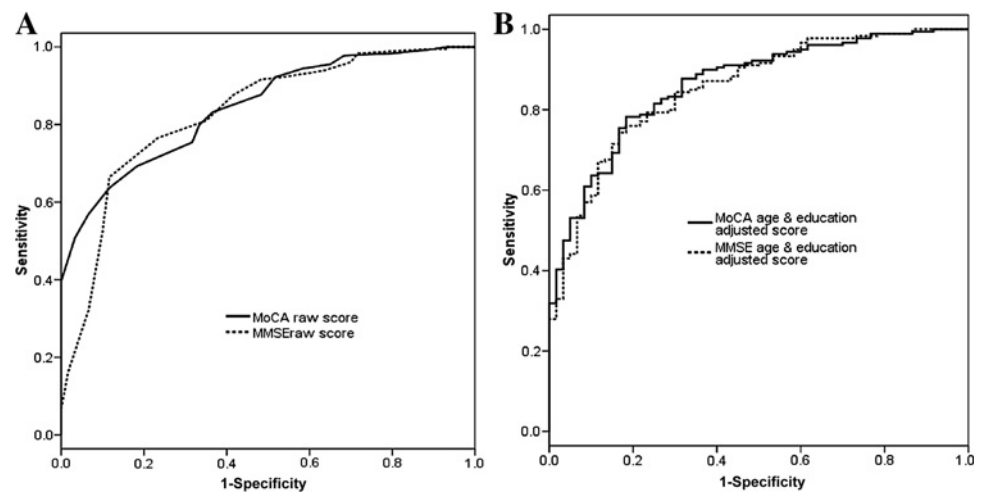 A
1.0
0.8
0.6
0.4
0.2
0.0
Sensitivity
MoCA raw score
MMSEraw score
0.0 0.2 0.4 0.6 0.8 1.0
1-Specificity
B
1.0
0.8
0.6
0.4
0.2
0.0
Sensitivity
MoCA age & education
adjusted score
MMSE age & education
adjusted score
0.0 0.2 0.4 0.6 0.8 1.0
1-Specificity